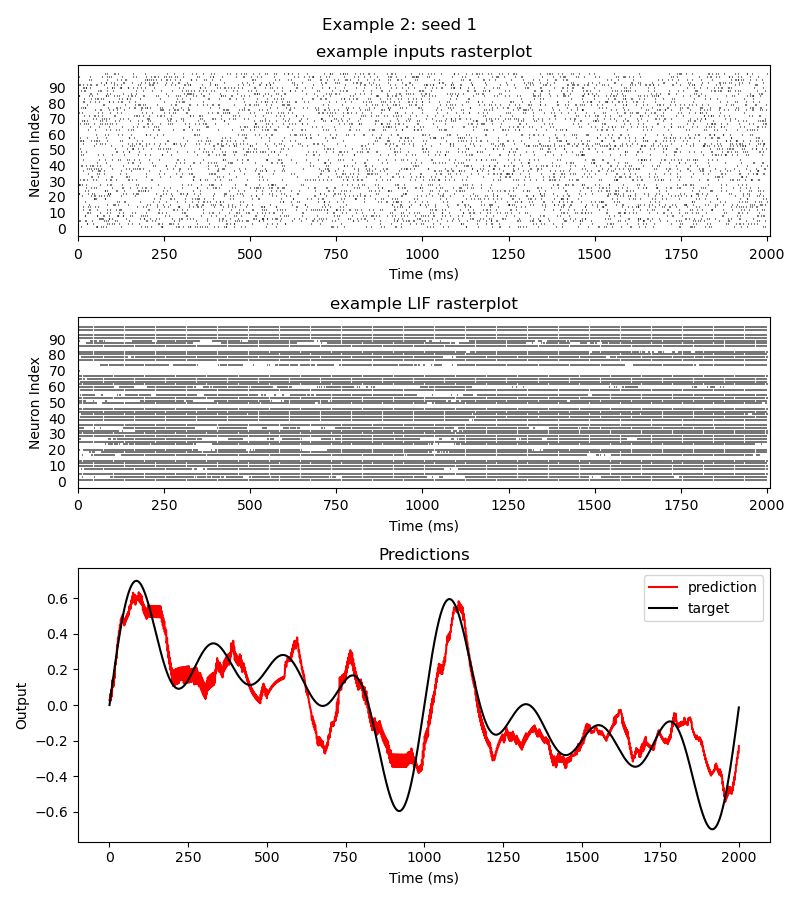 Example 2: seed 1
example inputs rasterplot
Neuron Index
90
80
70
60
50
40
30
20
10
0
0 250 500 750 1000 1250 1500 1750 2000
Time (ms)
example LIF rasterplot
Neuron Index
90
80
70
60
50
40
30
20
10
0
0 250 500 750 1000 1250 1500 1750 2000
Time (ms)
Predictions
Output
0.6
0.4
0.2
0.0
−0.2
−0.4
−0.6
prediction
target
0 250 500 750 1000 1250 1500 1750 2000
Time (ms)